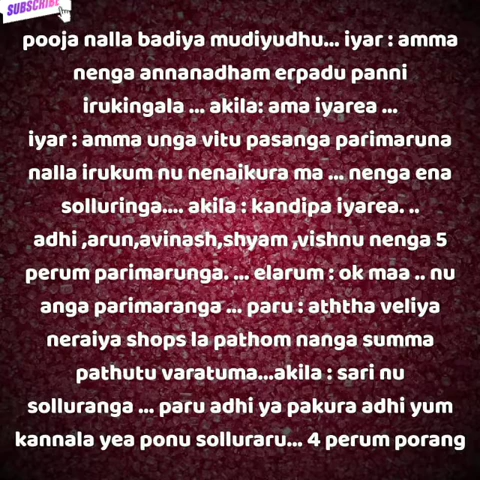 SUBSCRIBE
pooja nalla badiya mudiyudhu... iyar : amma
nenga annanadham erpadu panni
irukingala ... akila: ama iyarea ...
iyar : amma unga vitu pasanga parimaruna
nalla irukum nu nenaikura ma ... nenga ena
solluringa.... akila : kandipa iyarea. ..
adhi ,arun,avinash,shyam ,vishnu nenga 5
perum parimarunga. ... elarum : ok maa .. nu
anga parimaranga ... paru : aththa veliya
neraiya shops la pathom nanga summa
pathutu varatuma...akila : sari nu
solluranga ... paru adhi ya pakura adhi yum
kannala yea ponu solluraru... 4 perum porang